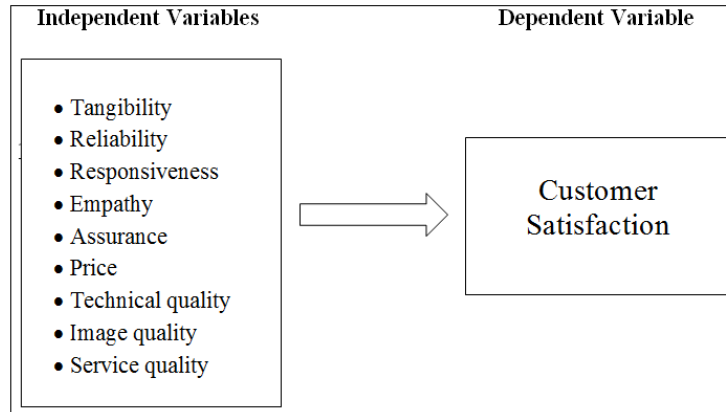 Independent Variables
Dependent Variable
• Tangibility
• Reliability
• Responsiveness
• Empathy
• Assurance
• Price
• Technical quality
• Image quality
• Service quality
Customer
Satisfaction